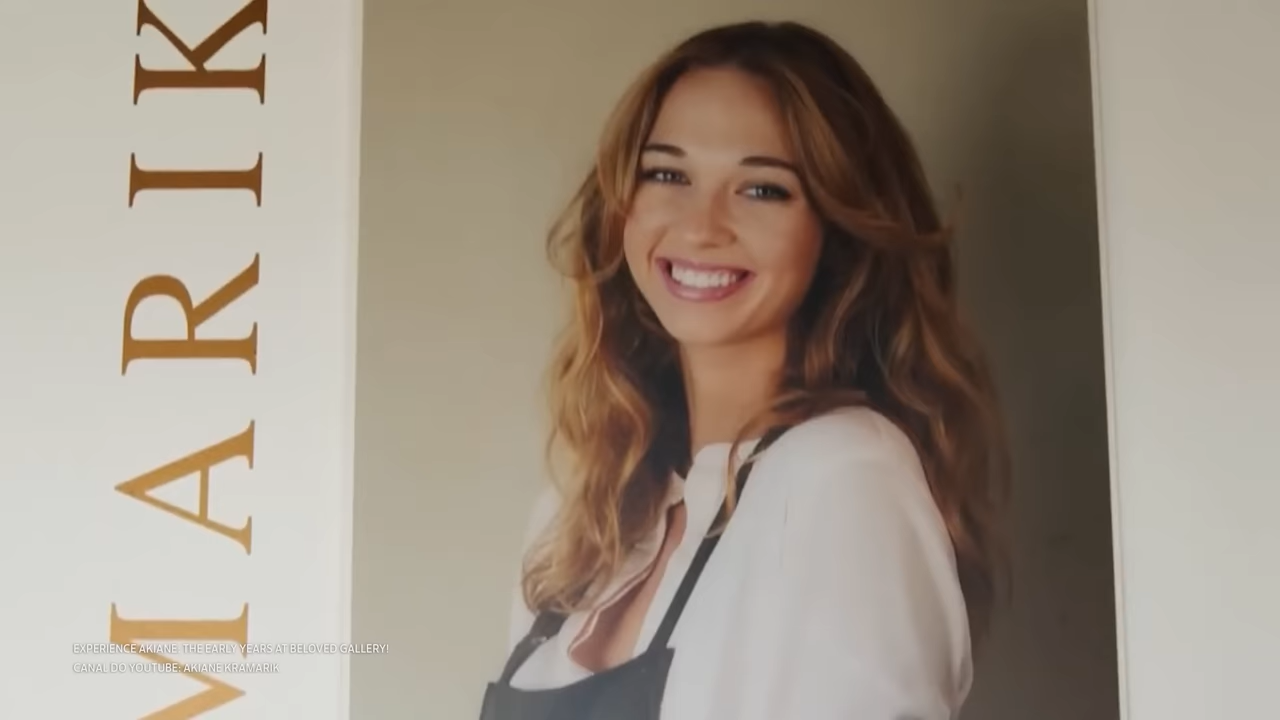 MARIK
EXPERIENCE AKIANE: THE EARLY YEARS AT BELOVED GALLERY!
CANAL DO YOUTUBE: AKIANE KRAMARIK